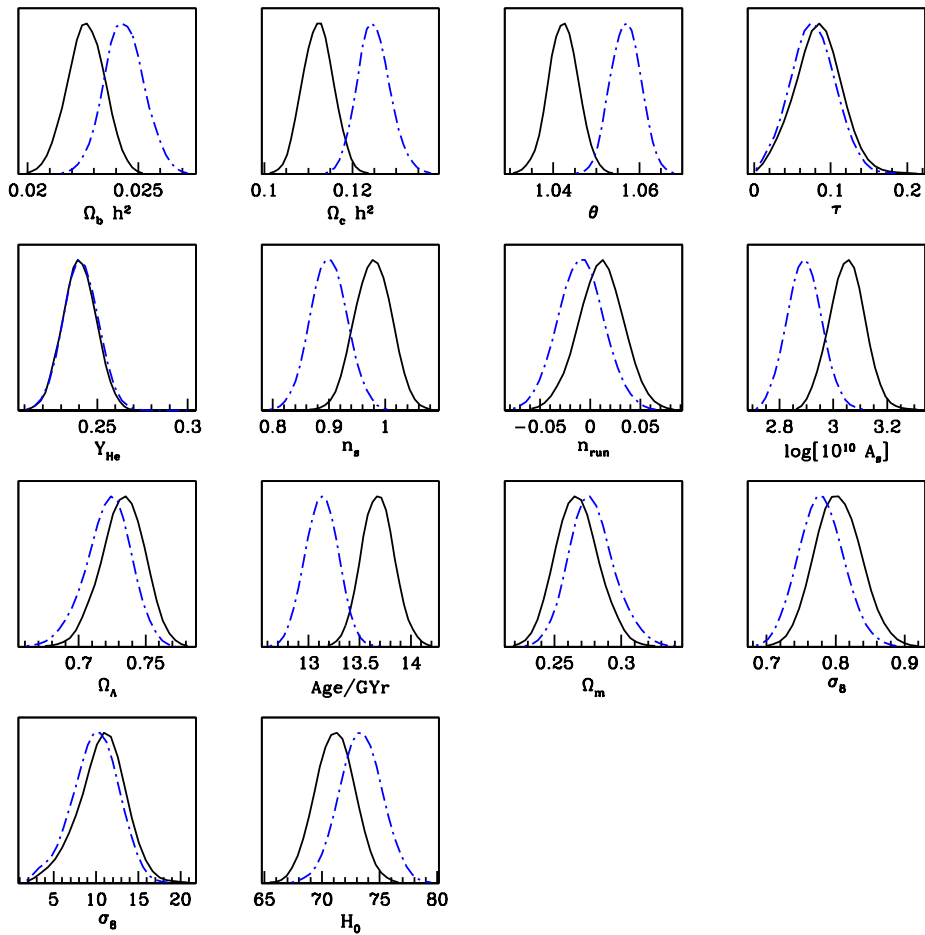 0.02 0.025
Ω_b h²
0.1 0.12
Ω_c h²
1.04 1.06
θ
0 0.1 0.2
τ
0.25 0.3
Y_He
0.8 0.9 1
n_s
-0.05 0 0.05
n_run
2.8 3 3.2
log[10¹⁰ A_s]
0.7 0.75
Ω_Λ
13 13.5 14
Age/GYr
0.25 0.3
Ω_m
0.7 0.8 0.9
σ_8
5 10 15 20
σ_8
65 70 75 80
H_0